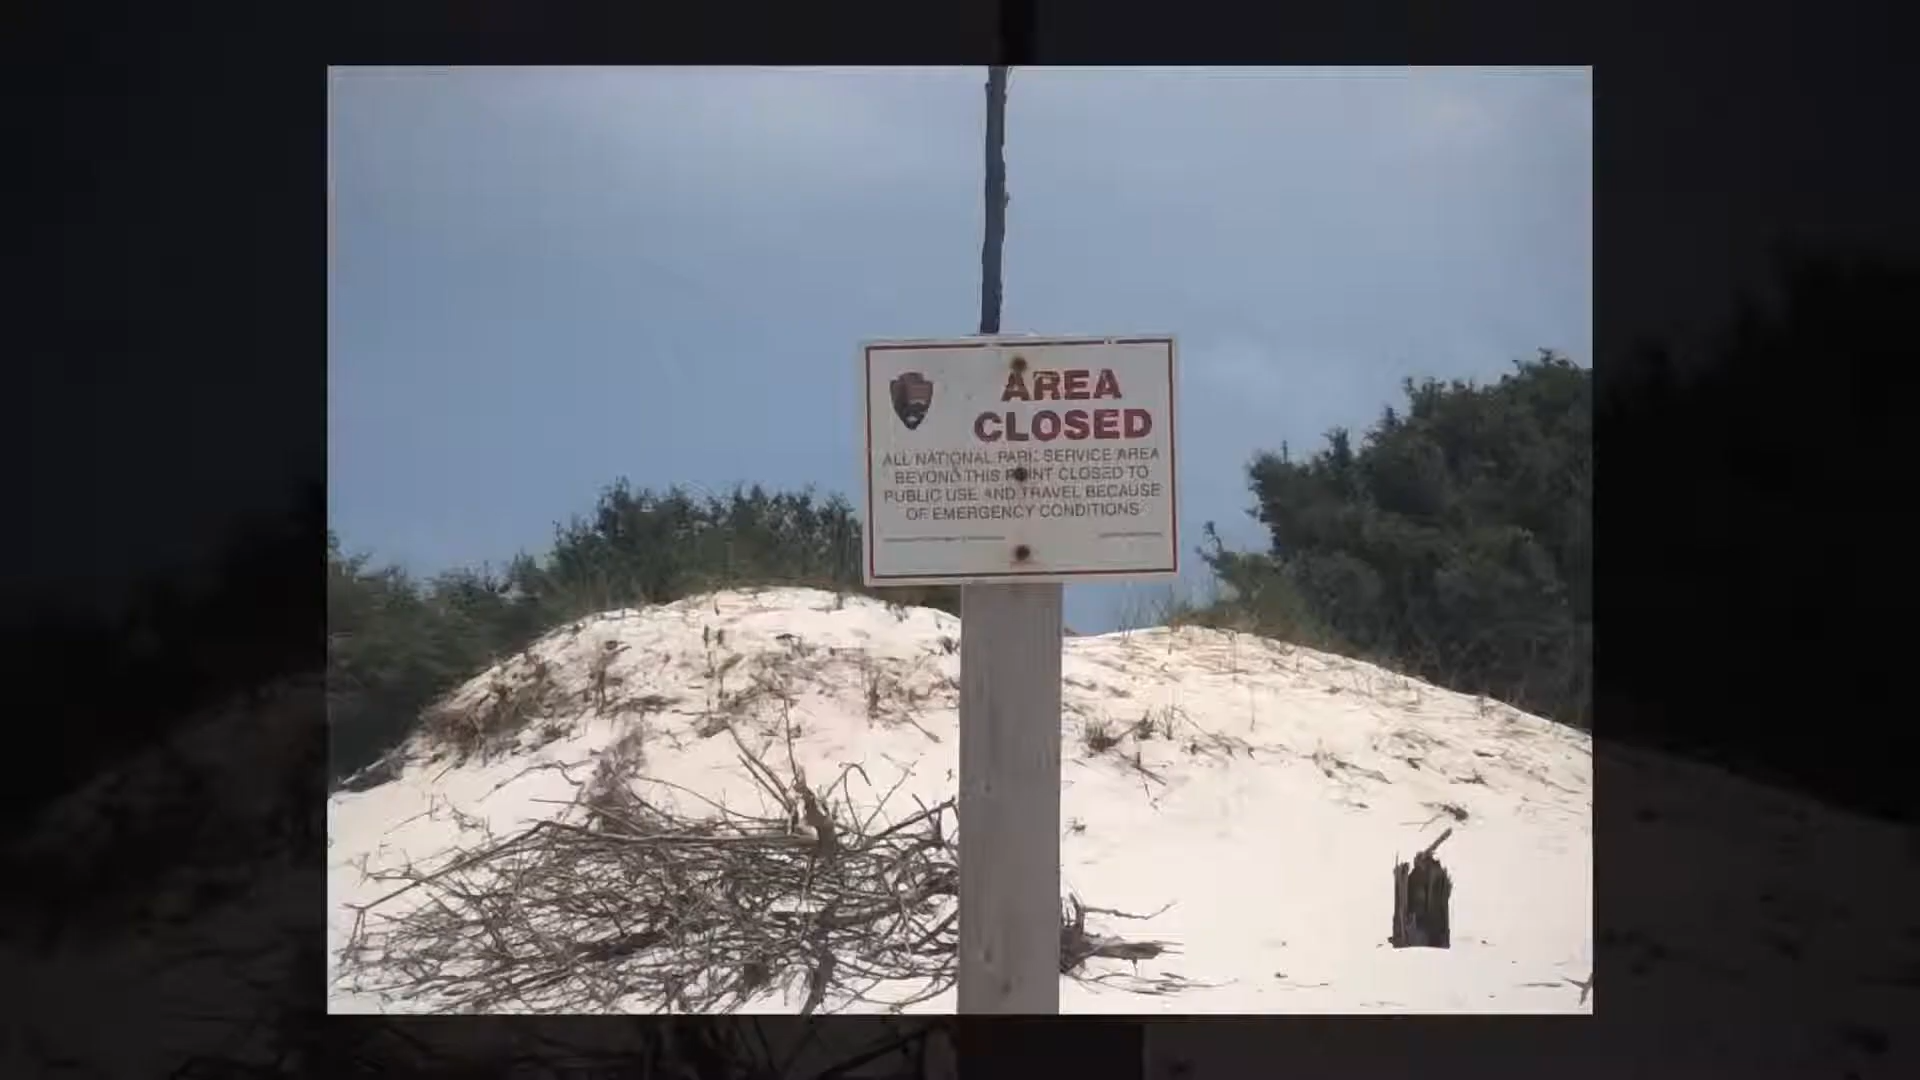 AREA
CLOSED
ALL NATIONAL PARK SERVICE AREA
BEYOND THIS POINT CLOSED TO
PUBLIC USE AND TRAVEL BECAUSE
OF EMERGENCY CONDITIONS